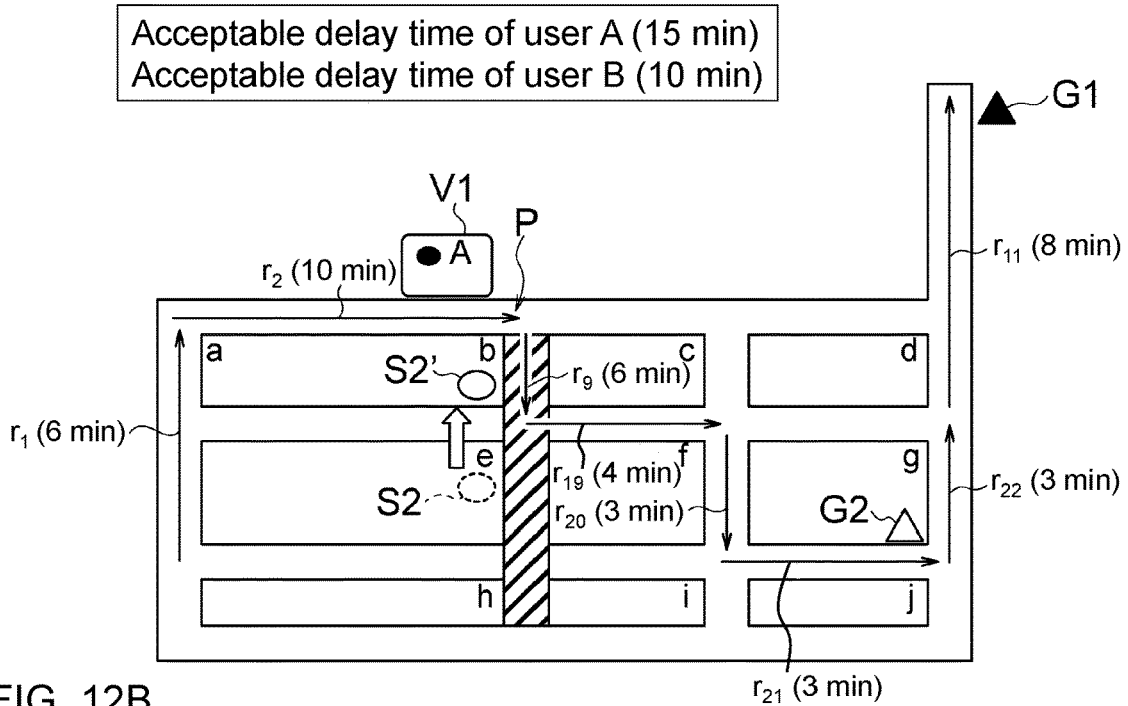 Acceptable delay time of user A (15 min)
Acceptable delay time of user B (10 min)
G1
V1
A
P
r2 (10 min)
r11 (8 min)
a
b
c
d
S2'
r9 (6 min)
r1 (6 min)
e
f
g
r19 (4 min)
S2
r20 (3 min)
G2
r22 (3 min)
h
i
j
r21 (3 min)
FIG. 12B